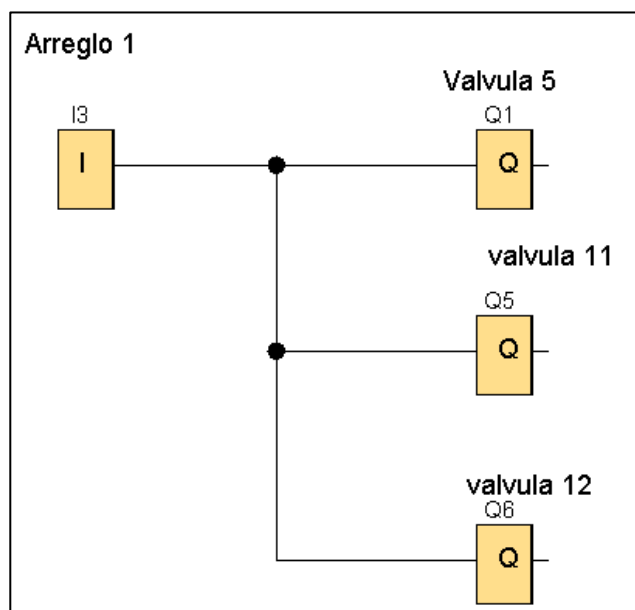 Arreglo 1
Valvula 5
I3
Q1
I
Q
valvula 11
Q5
Q
valvula 12
Q6
Q